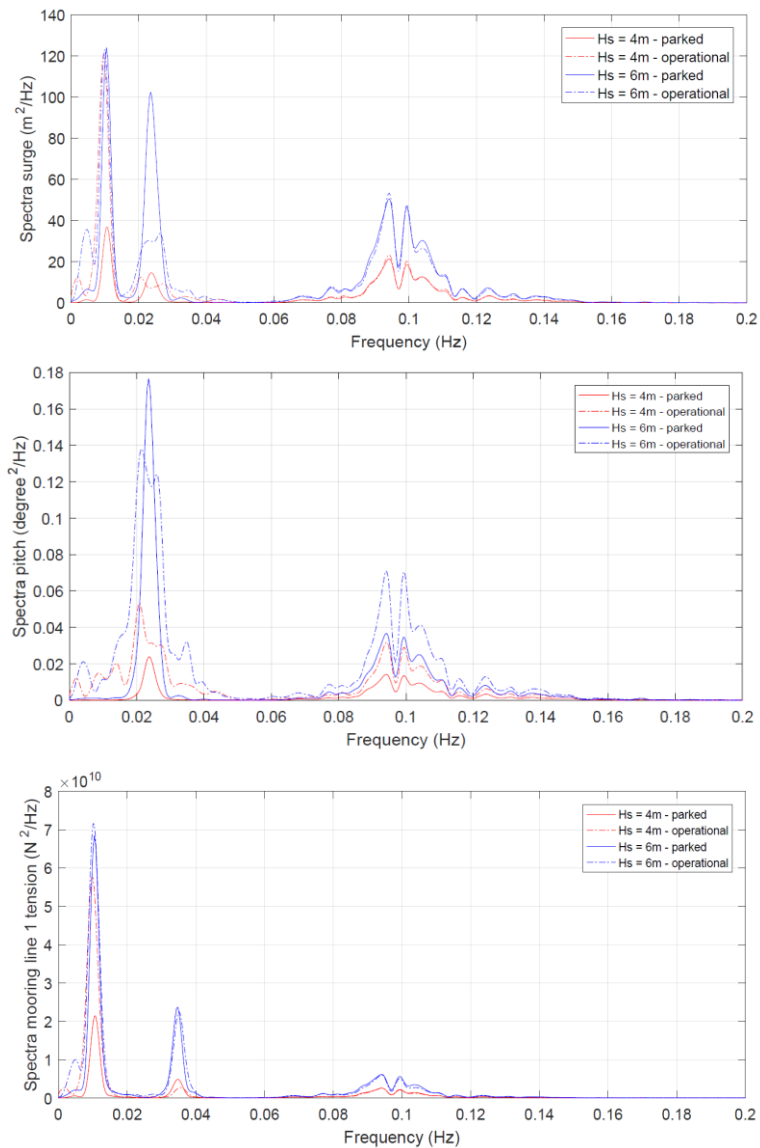 140
120
100
80
60
40
20
0
Spectra surge (m²/Hz)
Hs = 4m - parked
Hs = 4m - operational
Hs = 6m - parked
Hs = 6m - operational
0 0.02 0.04 0.06 0.08 0.1 0.12 0.14 0.16 0.18 0.2
Frequency (Hz)
0.18
0.16
0.14
0.12
0.1
0.08
0.06
0.04
0.02
0
Spectra pitch (degree²/Hz)
Hs = 4m - parked
Hs = 4m - operational
Hs = 6m - parked
Hs = 6m - operational
0 0.02 0.04 0.06 0.08 0.1 0.12 0.14 0.16 0.18 0.2
Frequency (Hz)
× 10¹⁰
8
7
6
5
4
3
2
1
0
Spectra mooring line 1 tension (N²/Hz)
Hs = 4m - parked
Hs = 4m - operational
Hs = 6m - parked
Hs = 6m - operational
0 0.02 0.04 0.06 0.08 0.1 0.12 0.14 0.16 0.18 0.2
Frequency (Hz)